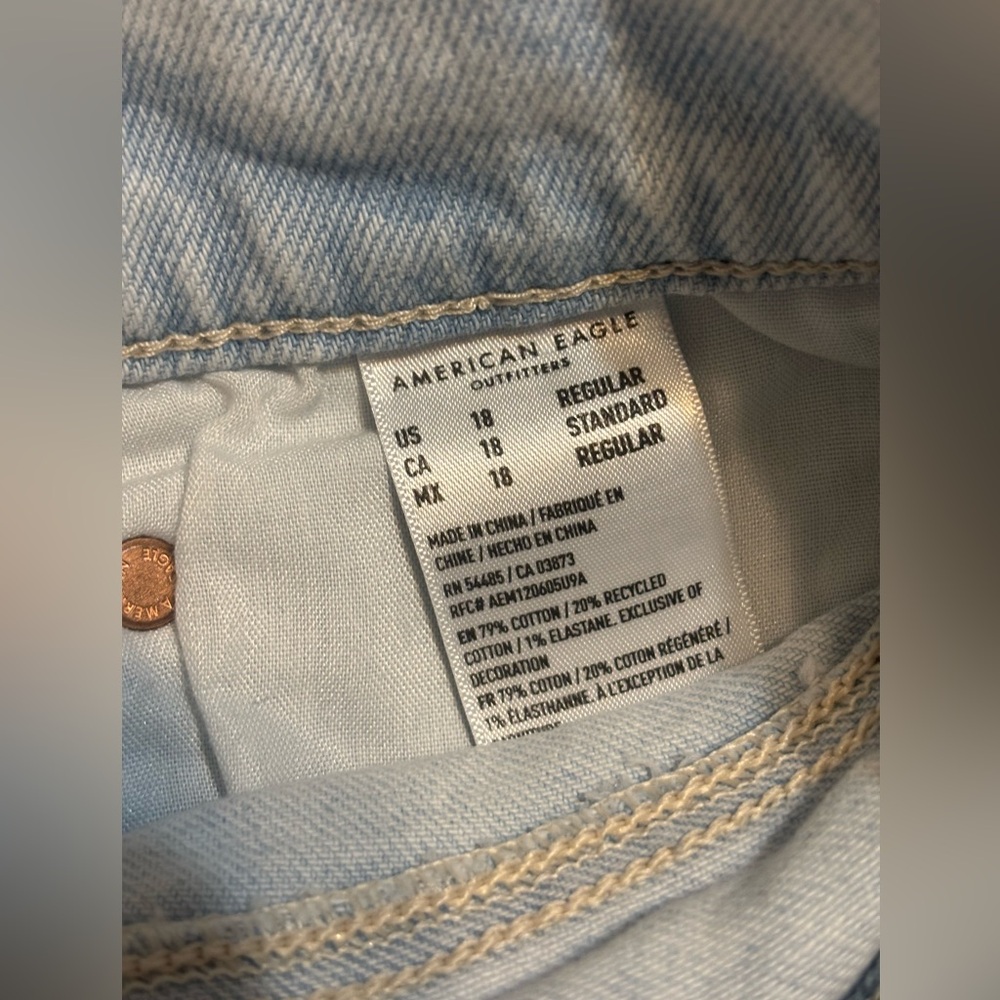 AMERICAN EAGLE
OUTFITTERS
US 18 REGULAR
CA 18 STANDARD
MX 18 REGULAR
MADE IN CHINA / FABRIQUÉ EN
CHINE / HECHO EN CHINA
RN 54485 / CA 03873
RFC# AEM120605U9A
EN 79% COTTON / 20% RECYCLED
COTTON / 1% ELASTANE. EXCLUSIVE OF
DECORATION
FR 79% COTON / 20% COTON RÉGÉNÉRÉ /
1% ÉLASTHANNE. À L'EXCEPTION DE LA